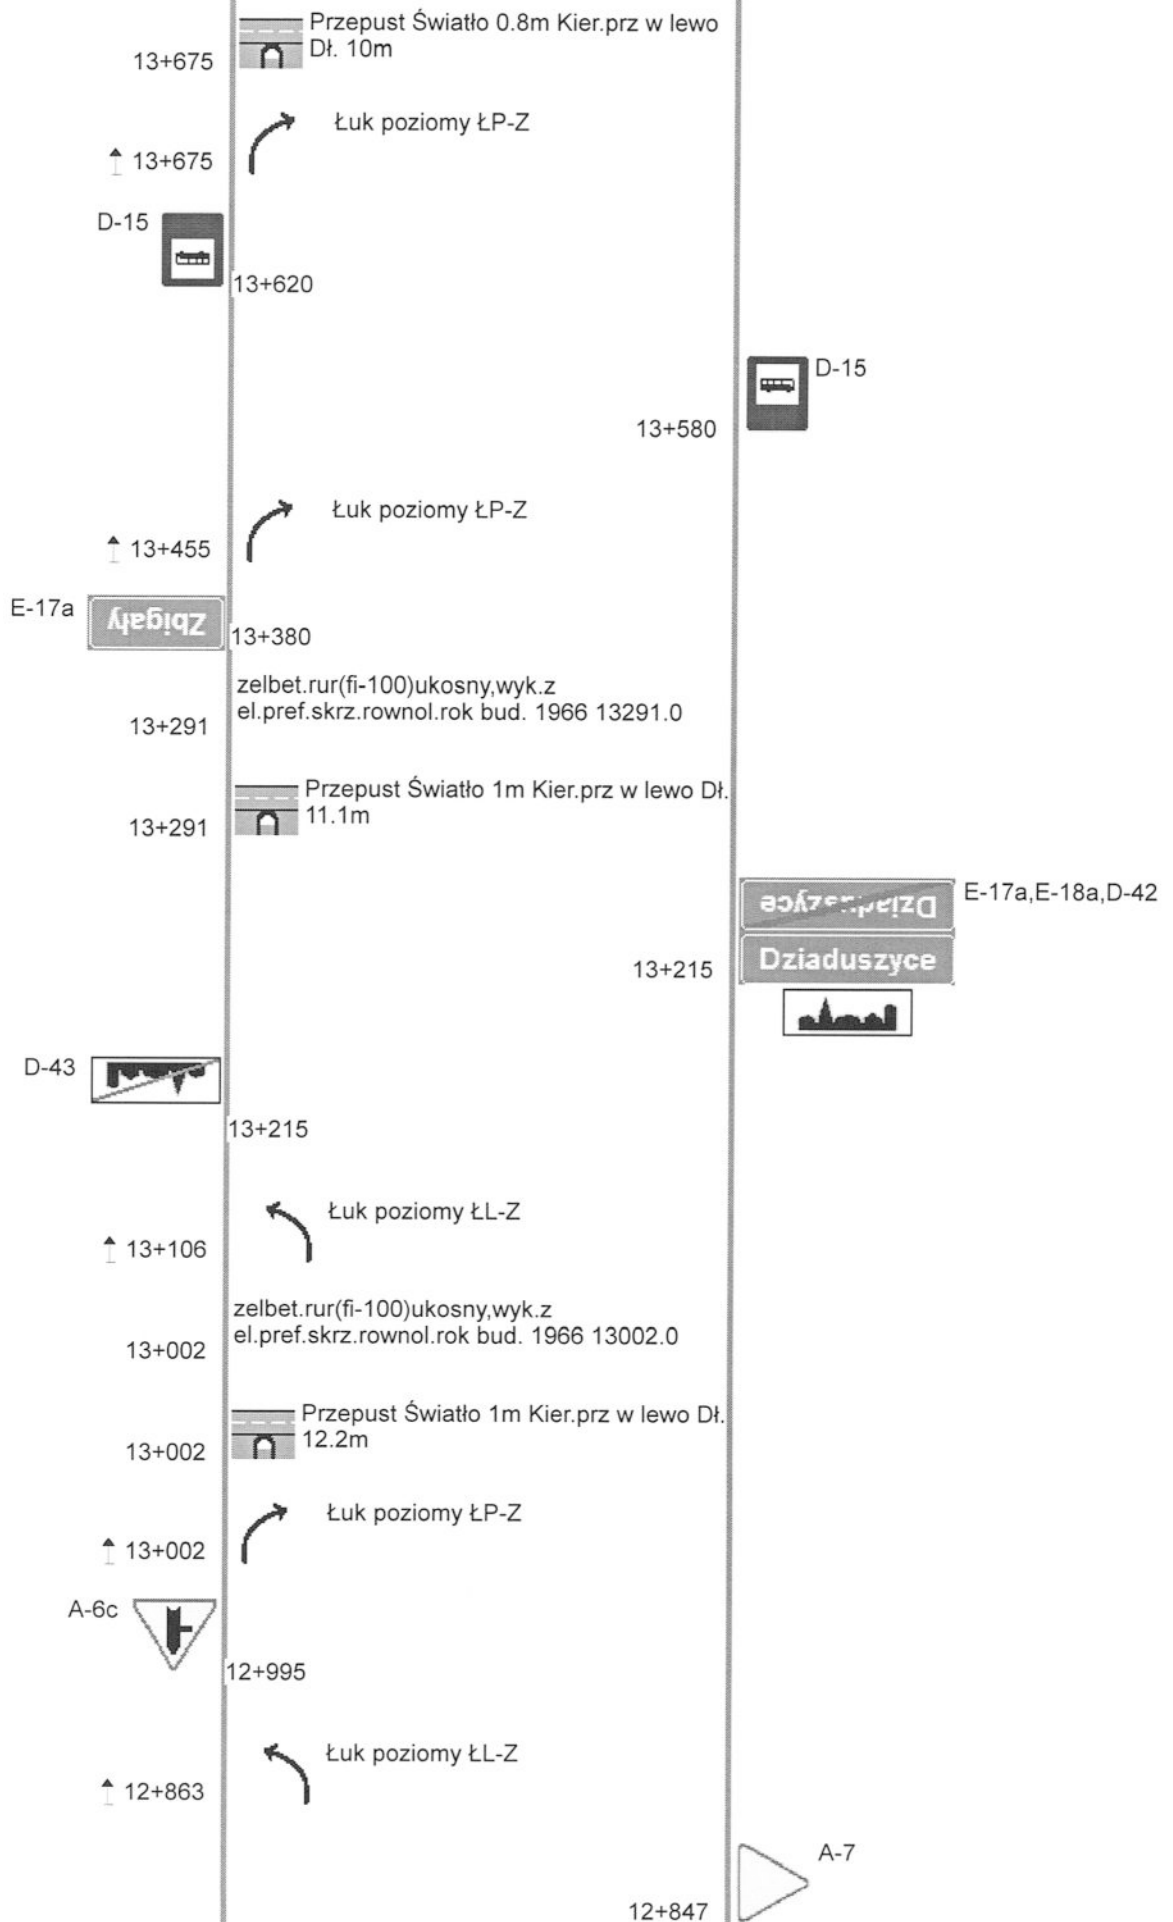 Przepust Światło 0.8m Kier.prz w lewo
Dł. 10m
13+675
Łuk poziomy ŁP-Z
13+675
D-15
13+620
D-15
13+580
Łuk poziomy ŁP-Z
13+455
E-17a
Zbigały
13+380
zelbet.rur(fi-100)ukosny,wyk.z
el.pref.skrz.rownol.rok bud. 1966 13291.0
13+291
Przepust Światło 1m Kier.prz w lewo Dł.
11.1m
13+291
Dziaduszyce
E-17a,E-18a,D-42
Dziaduszyce
13+215
D-43
13+215
Łuk poziomy ŁL-Z
13+106
zelbet.rur(fi-100)ukosny,wyk.z
el.pref.skrz.rownol.rok bud. 1966 13002.0
13+002
Przepust Światło 1m Kier.prz w lewo Dł.
12.2m
13+002
Łuk poziomy ŁP-Z
13+002
A-6c
12+995
Łuk poziomy ŁL-Z
12+863
A-7
12+847